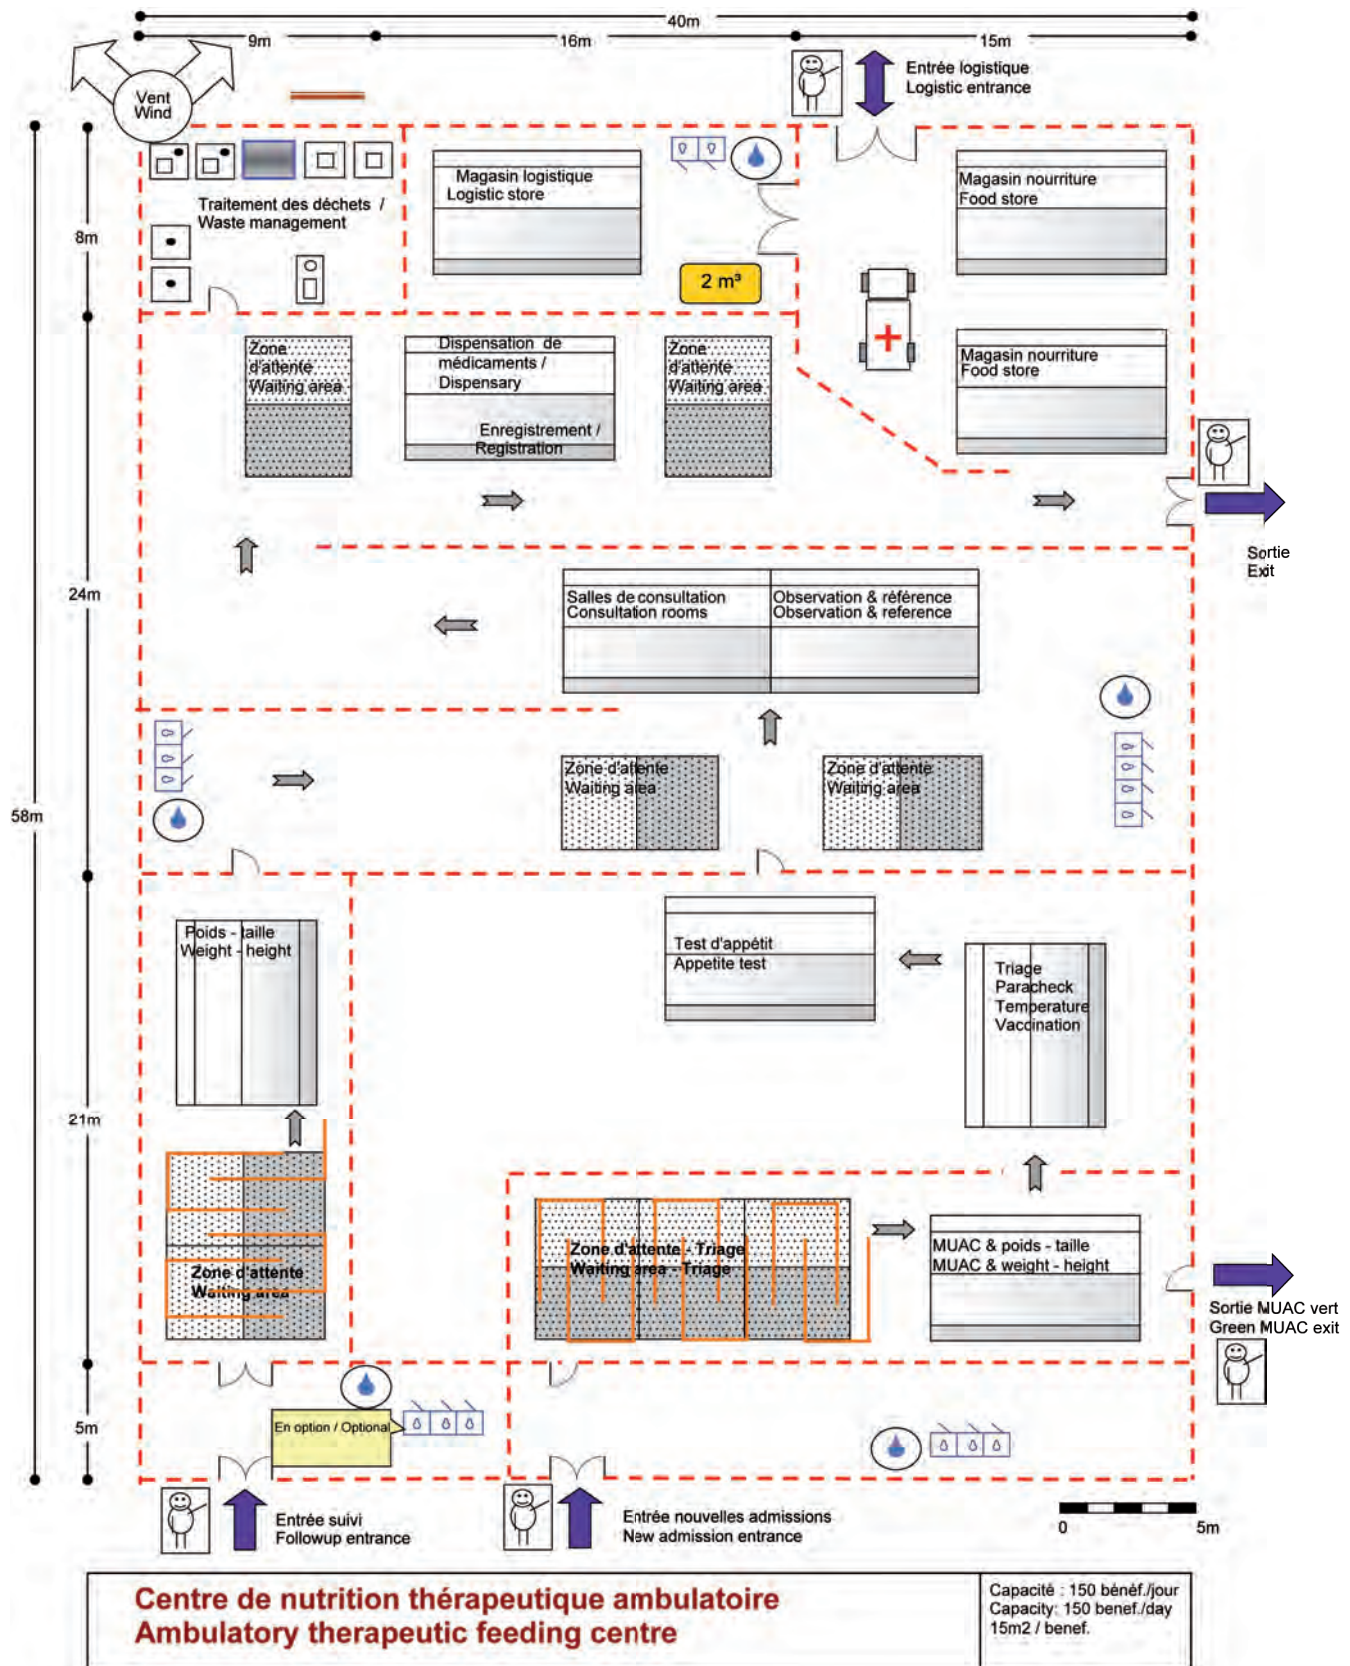 40m
9m
16m
15m
Vent
Wind
Entrée logistique
Logistic entrance
Magasin logistique
Logistic store
Magasin nourriture
Food store
Traitement des déchets /
Waste management
8m
2 m³
Zone
d'attente
Waiting area
Dispensation de
médicaments /
Dispensary
Enregistrement /
Registration
Zone
d'attente
Waiting area
Magasin nourriture
Food store
Sortie
Exit
24m
Salles de consultation
Consultation rooms
Observation & référence
Observation & reference
58m
Zone d'attente
Waiting area
Zone d'attente
Waiting area
Poids - taille
Weight - height
Test d'appétit
Appetite test
Triage
Paracheck
Temperature
Vaccination
21m
Zone d'attente
Waiting area
Zone d'attente - Triage
Waiting area - Triage
MUAC & poids - taille
MUAC & weight - height
Sortie MUAC vert
Green MUAC exit
5m
En option / Optional
Entrée suivi
Followup entrance
Entrée nouvelles admissions
New admission entrance
0
5m
Centre de nutrition thérapeutique ambulatoire
Ambulatory therapeutic feeding centre
Capacité : 150 bénéf./jour
Capacity: 150 benef./day
15m2 / benef.